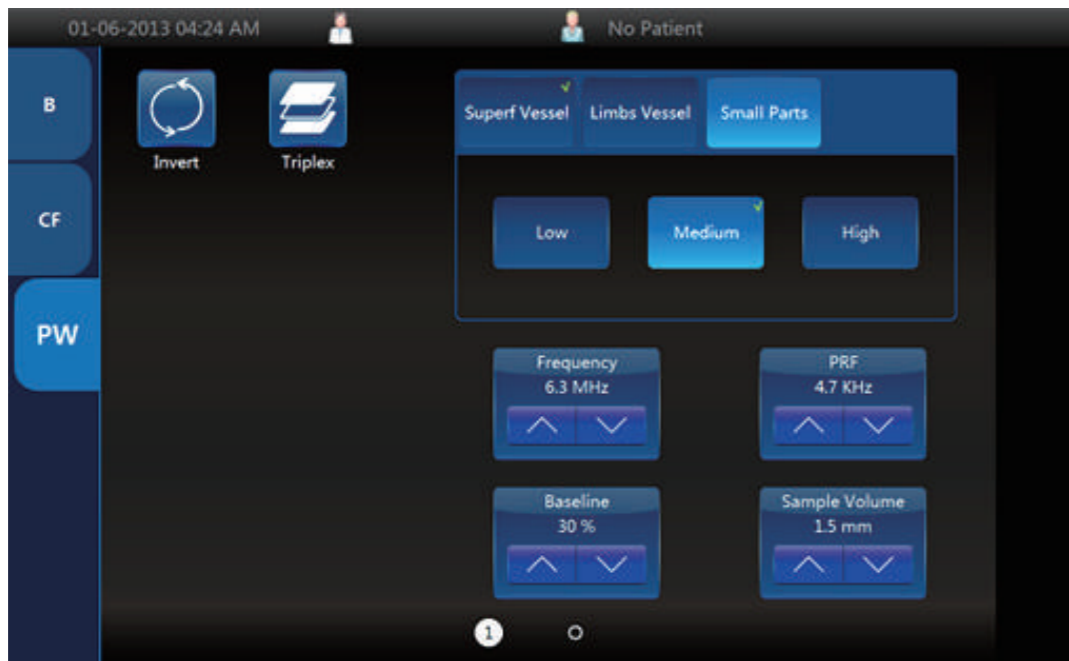 01-06-2013 04:24 AM
No Patient
B
CF
PW
Invert
Triplex
Superf Vessel
Limbs Vessel
Small Parts
Low
Medium
High
Frequency
6.3 MHz
PRF
4.7 KHz
Baseline
30 %
Sample Volume
1.5 mm
1